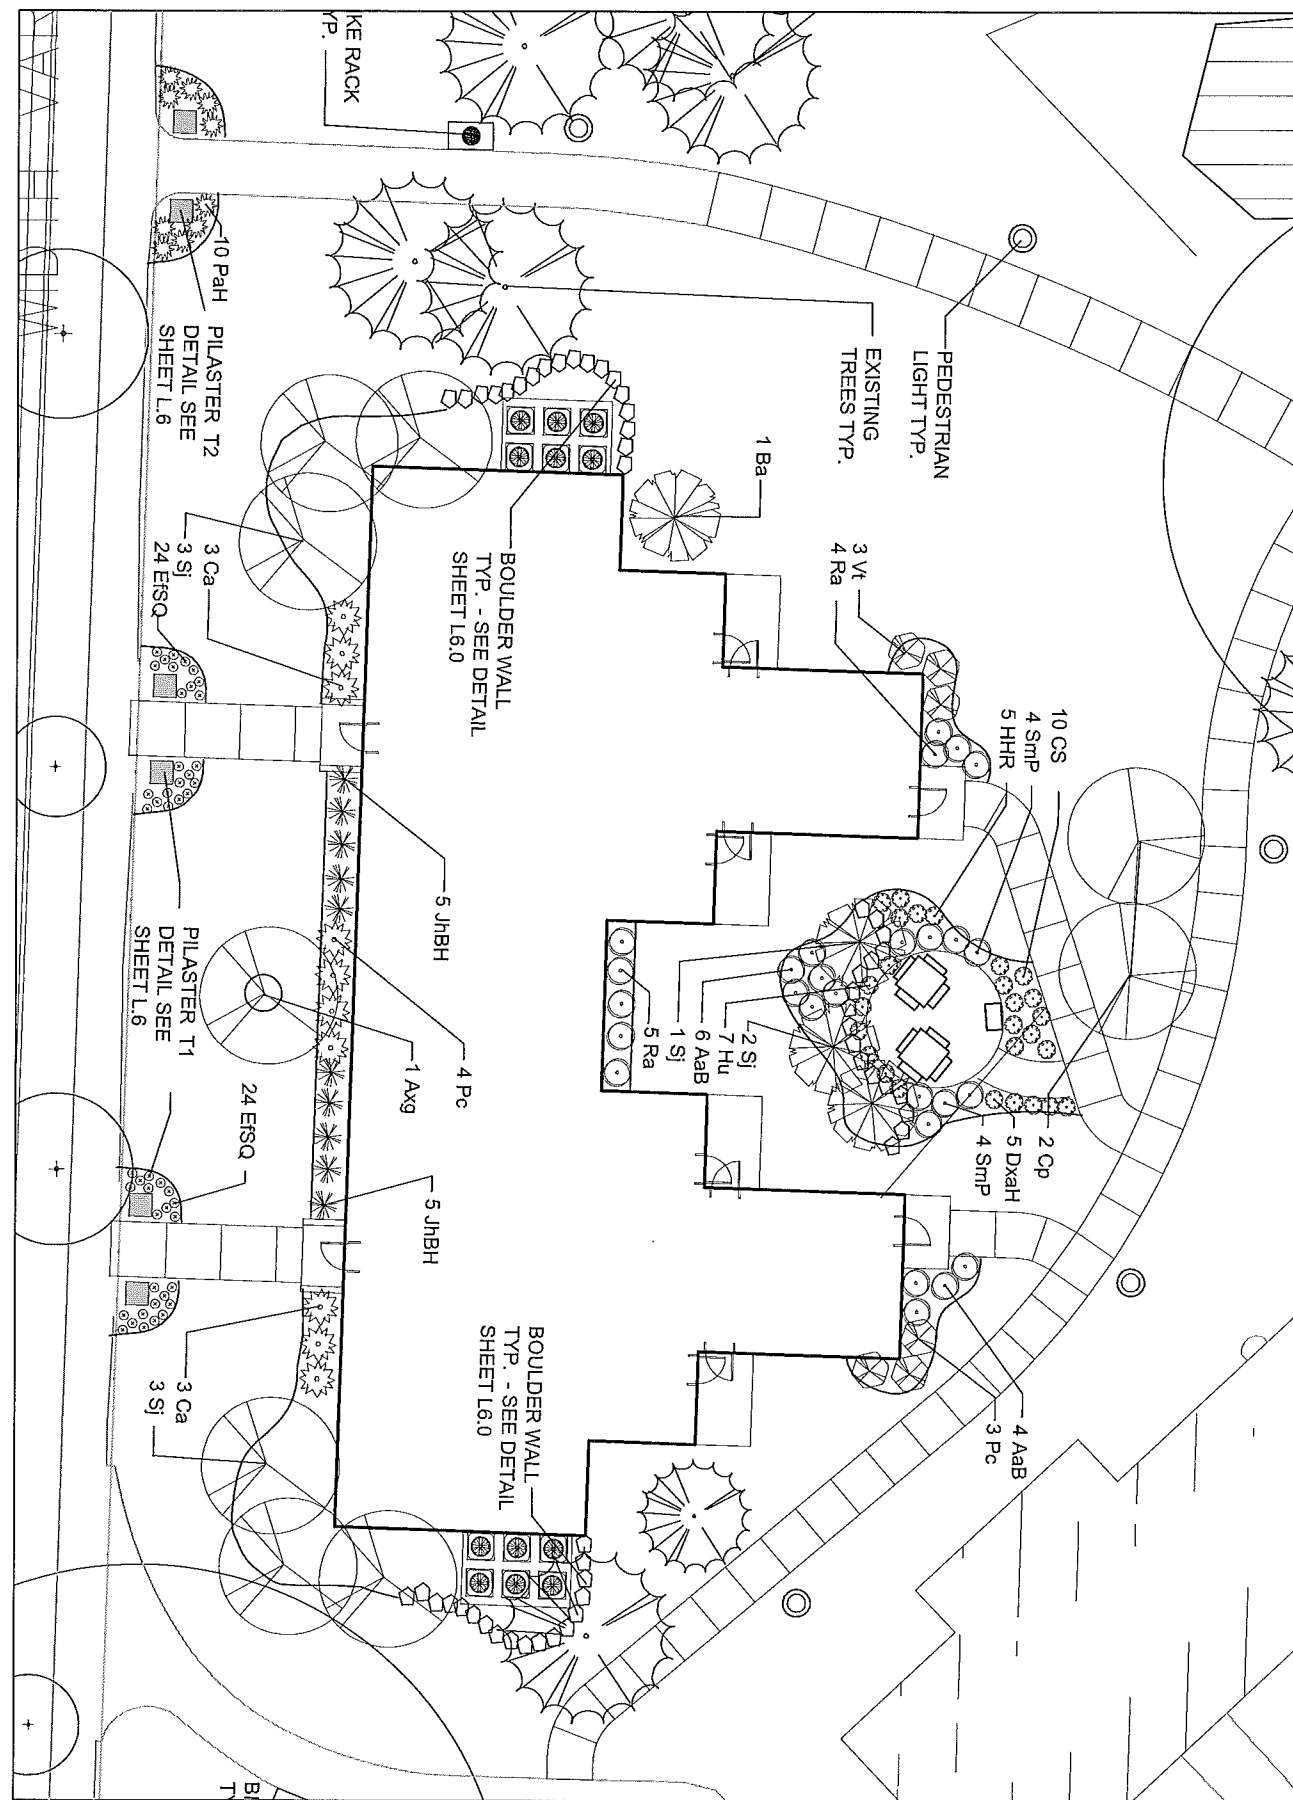 KE RACK
YP.
10 PaH
PILASTER T2
DETAIL SEE
SHEET L.6
PEDESTRIAN
LIGHT TYP.
EXISTING
TREES TYP.
1 Ba
BOULDER WALL
TYP. - SEE DETAIL
SHEET L6.0
3 Vt
4 Ra
3 Ca
3 Sj
24 EfSQ
10 CS
4 SmP
5 HHR
5 JhBH
PILASTER T1
DETAIL SEE
SHEET L.6
4 Pc
1 Axg
2 Sj
7 Hu
6 AaB
1 Sj
5 Ra
2 Cp
5 DxaH
4 SmP
24 EfSQ
5 JhBH
4 AaB
3 Pc
BOULDER WALL
TYP. - SEE DETAIL
SHEET L6.0
3 Ca
3 Sj